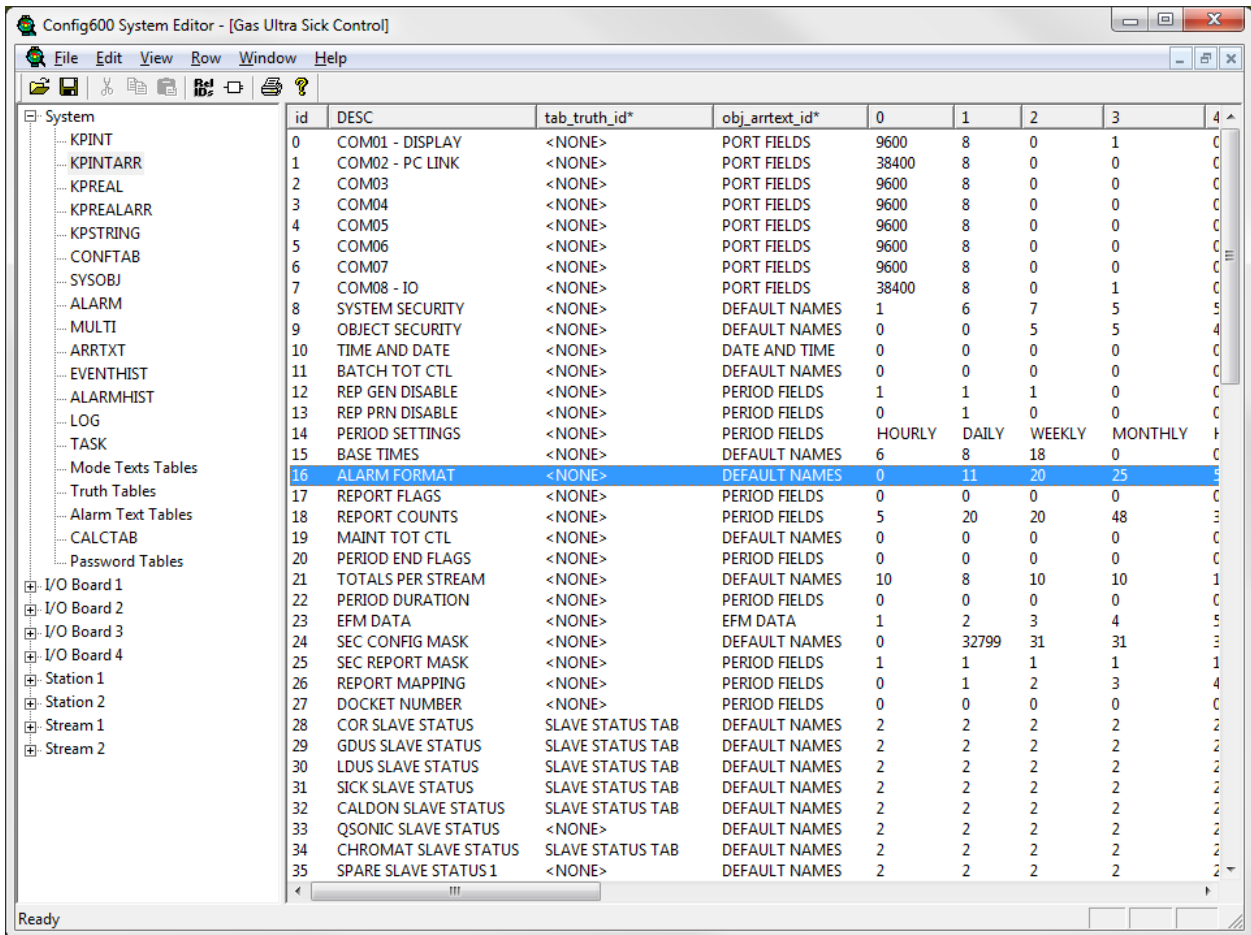 Config600 System Editor - [Gas Ultra Sick Control]
File Edit View Row Window Help
Rel IDs
System
KPINT
KPINTARR
KPREAL
KPREALARR
KPSTRING
CONFTAB
SYSOBJ
ALARM
MULTI
ARRTXT
EVENTHIST
ALARMHIST
LOG
TASK
Mode Texts Tables
Truth Tables
Alarm Text Tables
CALCTAB
Password Tables
I/O Board 1
I/O Board 2
I/O Board 3
I/O Board 4
Station 1
Station 2
Stream 1
Stream 2
id DESC tab_truth_id* obj_arrtext_id* 0 1 2 3 4
0 COM01 - DISPLAY <NONE> PORT FIELDS 9600 8 0 1
1 COM02 - PC LINK <NONE> PORT FIELDS 38400 8 0 0
2 COM03 <NONE> PORT FIELDS 9600 8 0 0
3 COM04 <NONE> PORT FIELDS 9600 8 0 0
4 COM05 <NONE> PORT FIELDS 9600 8 0 0
5 COM06 <NONE> PORT FIELDS 9600 8 0 0
6 COM07 <NONE> PORT FIELDS 9600 8 0 0
7 COM08 - IO <NONE> PORT FIELDS 38400 8 0 1
8 SYSTEM SECURITY <NONE> DEFAULT NAMES 1 6 7 5
9 OBJECT SECURITY <NONE> DEFAULT NAMES 0 0 5 5
10 TIME AND DATE <NONE> DATE AND TIME 0 0 0 0
11 BATCH TOT CTL <NONE> DEFAULT NAMES 0 0 0 0
12 REP GEN DISABLE <NONE> PERIOD FIELDS 1 1 1 0
13 REP PRN DISABLE <NONE> PERIOD FIELDS 0 1 0 0
14 PERIOD SETTINGS <NONE> PERIOD FIELDS HOURLY DAILY WEEKLY MONTHLY
15 BASE TIMES <NONE> DEFAULT NAMES 6 8 18 0
16 ALARM FORMAT <NONE> DEFAULT NAMES 0 11 20 25
17 REPORT FLAGS <NONE> PERIOD FIELDS 0 0 0 0
18 REPORT COUNTS <NONE> PERIOD FIELDS 5 20 20 48
19 MAINT TOT CTL <NONE> DEFAULT NAMES 0 0 0 0
20 PERIOD END FLAGS <NONE> PERIOD FIELDS 0 0 0 0
21 TOTALS PER STREAM <NONE> DEFAULT NAMES 10 8 10 10
22 PERIOD DURATION <NONE> PERIOD FIELDS 0 0 0 0
23 EFM DATA <NONE> EFM DATA 1 2 3 4
24 SEC CONFIG MASK <NONE> DEFAULT NAMES 0 32799 31 31
25 SEC REPORT MASK <NONE> PERIOD FIELDS 1 1 1 1
26 REPORT MAPPING <NONE> PERIOD FIELDS 0 1 2 3
27 DOCKET NUMBER <NONE> PERIOD FIELDS 0 0 0 0
28 COR SLAVE STATUS SLAVE STATUS TAB DEFAULT NAMES 2 2 2 2
29 GDUS SLAVE STATUS SLAVE STATUS TAB DEFAULT NAMES 2 2 2 2
30 LDUS SLAVE STATUS SLAVE STATUS TAB DEFAULT NAMES 2 2 2 2
31 SICK SLAVE STATUS SLAVE STATUS TAB DEFAULT NAMES 2 2 2 2
32 CALDON SLAVE STATUS SLAVE STATUS TAB DEFAULT NAMES 2 2 2 2
33 QSONIC SLAVE STATUS <NONE> DEFAULT NAMES 2 2 2 2
34 CHROMAT SLAVE STATUS SLAVE STATUS TAB DEFAULT NAMES 2 2 2 2
35 SPARE SLAVE STATUS 1 <NONE> DEFAULT NAMES 2 2 2 2
Ready